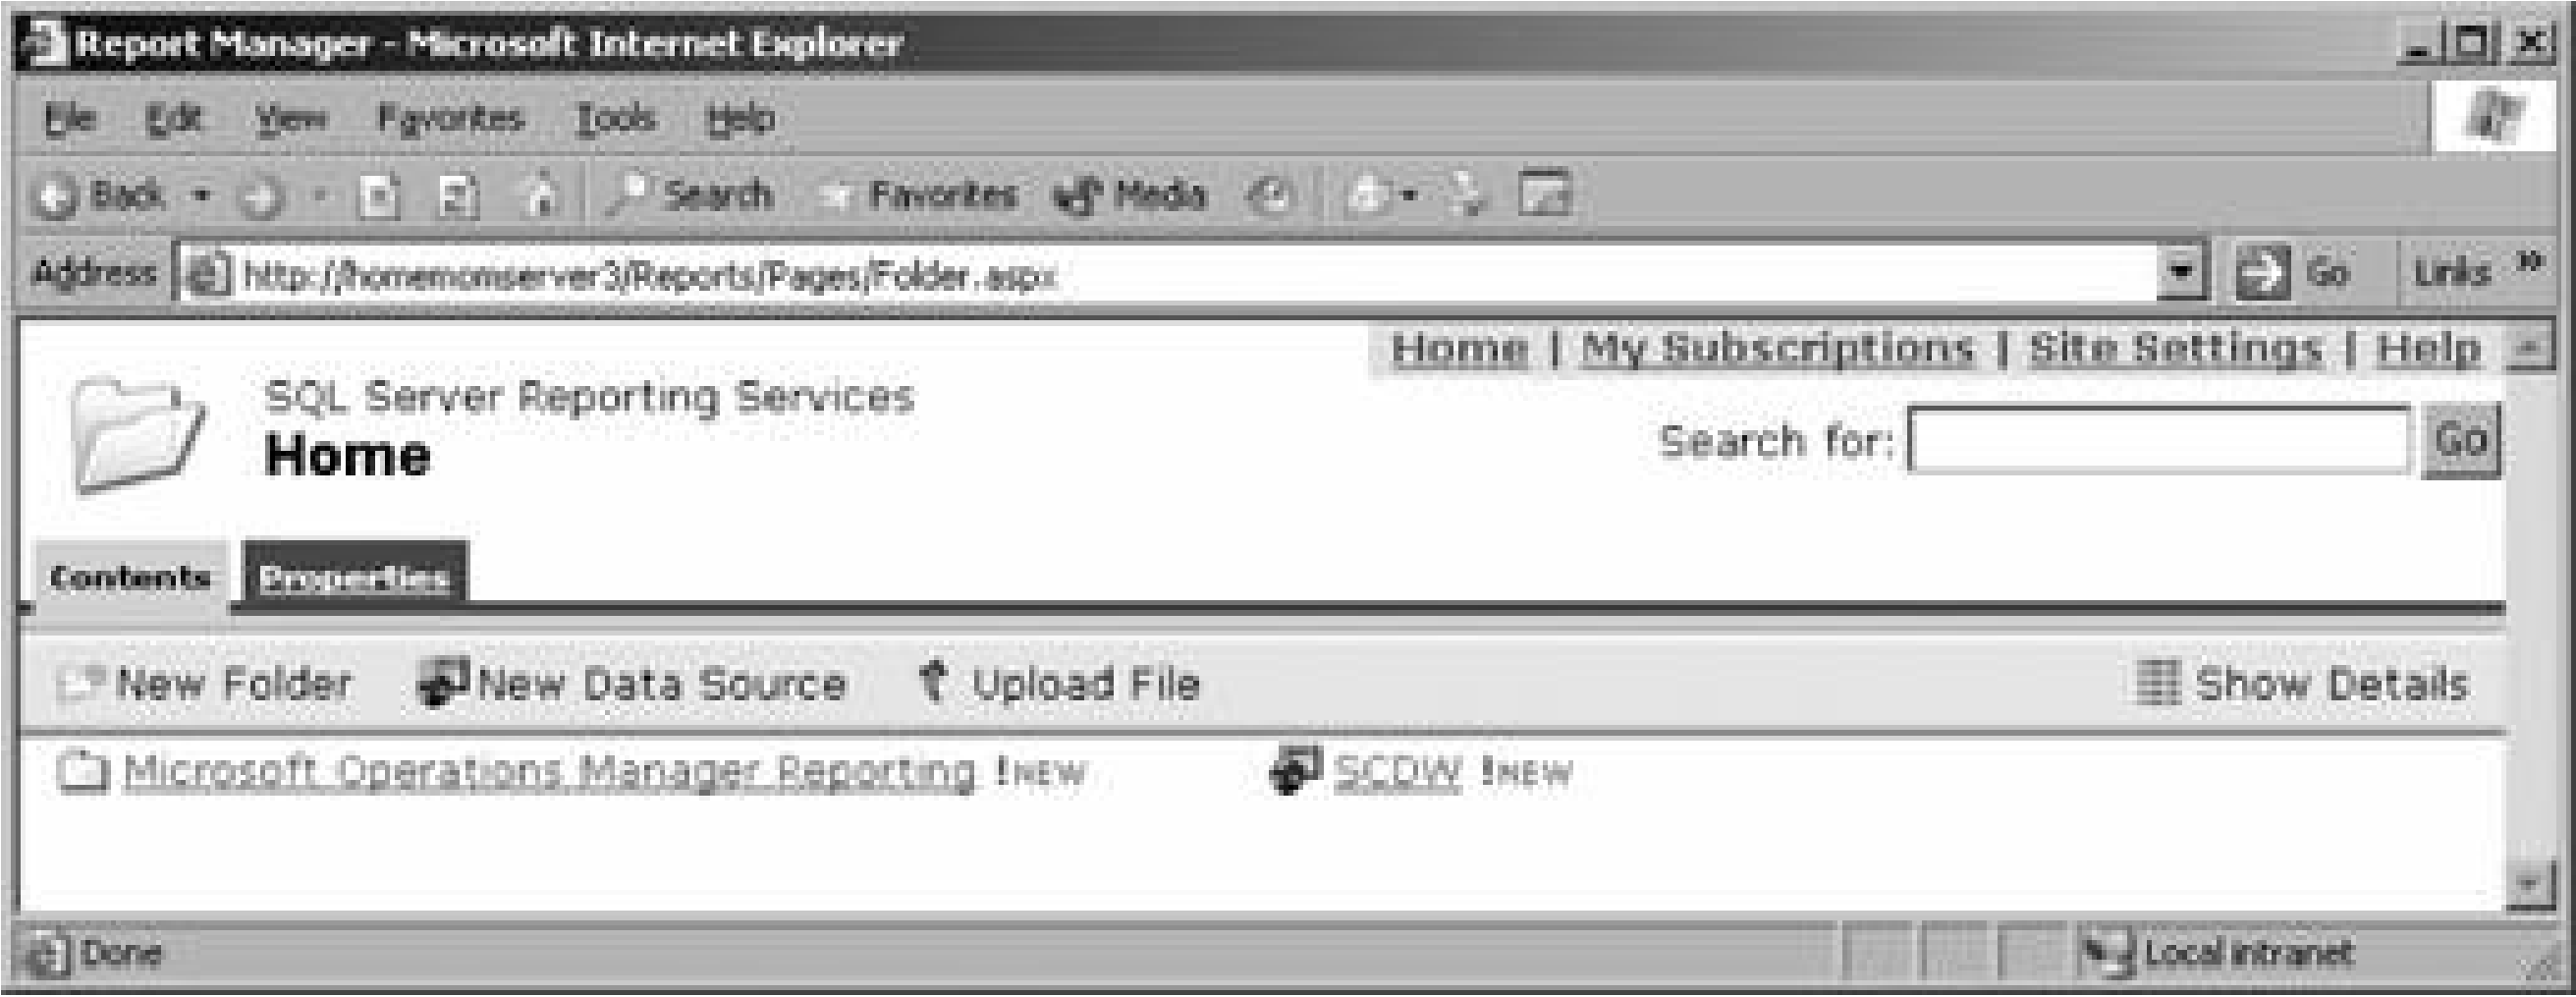 Report Manager - Microsoft Internet Explorer
File Edit View Favorites Tools Help
Back Search Favorites Media
Address http://homemomserver3/Reports/Pages/Folder.aspx Go Links »
Home | My Subscriptions | Site Settings | Help
SQL Server Reporting Services
Home
Search for: Go
Contents Properties
New Folder New Data Source Upload File Show Details
Microsoft Operations Manager Reporting !NEW SCDW !NEW
Done Local intranet